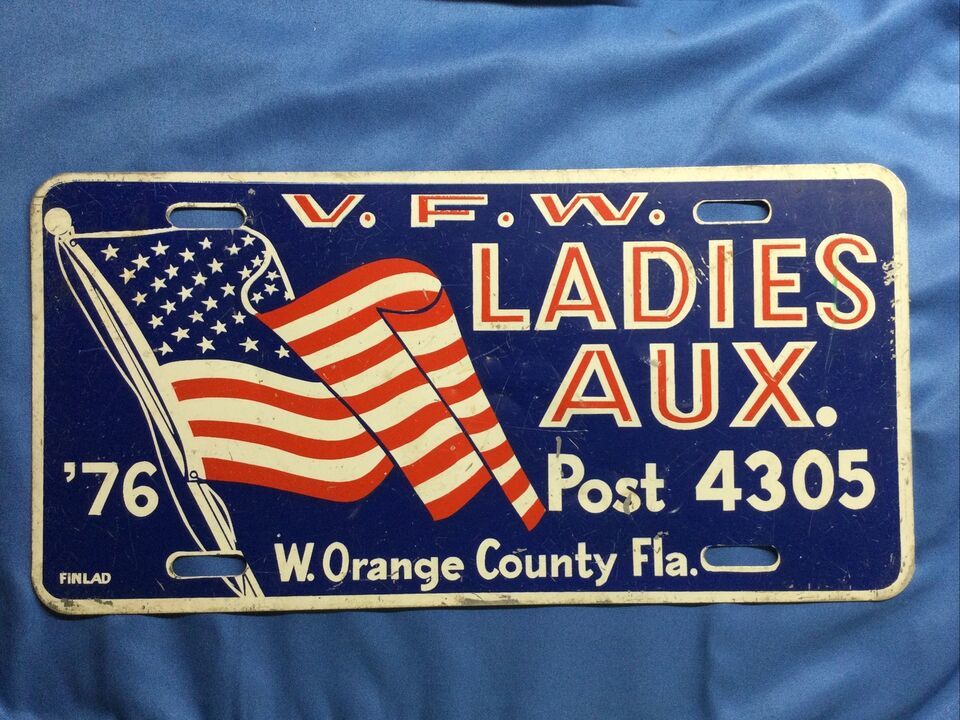 V. F. W.
LADIES
AUX.
'76
Post 4305
W. Orange County Fla.
FINLAD